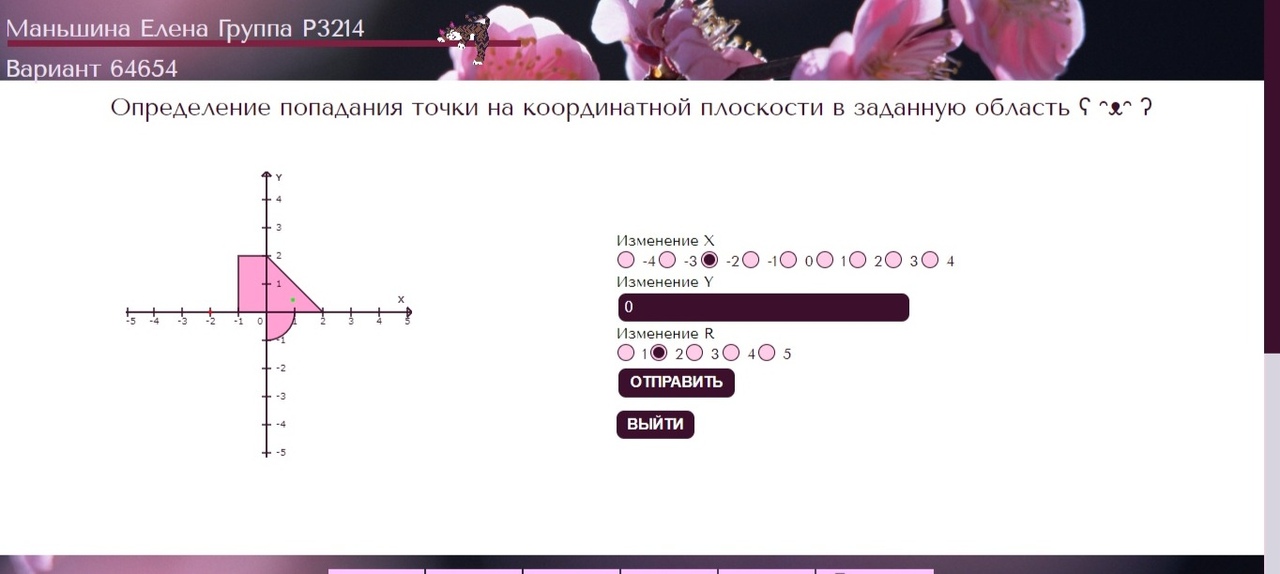 Маньшина Елена Группа P3214
Вариант 64654
Определение попадания точки на координатной плоскости в заданную область ʕ ᵔᴥᵔ ʔ
Y
4
3
2
1
X
-5 -4 -3 -2 -1 0 1 2 3 4 5
-1
-2
-3
-4
-5
Изменение X
-4 -3 -2 -1 0 1 2 3 4
Изменение Y
0
Изменение R
1 2 3 4 5
ОТПРАВИТЬ
ВЫЙТИ